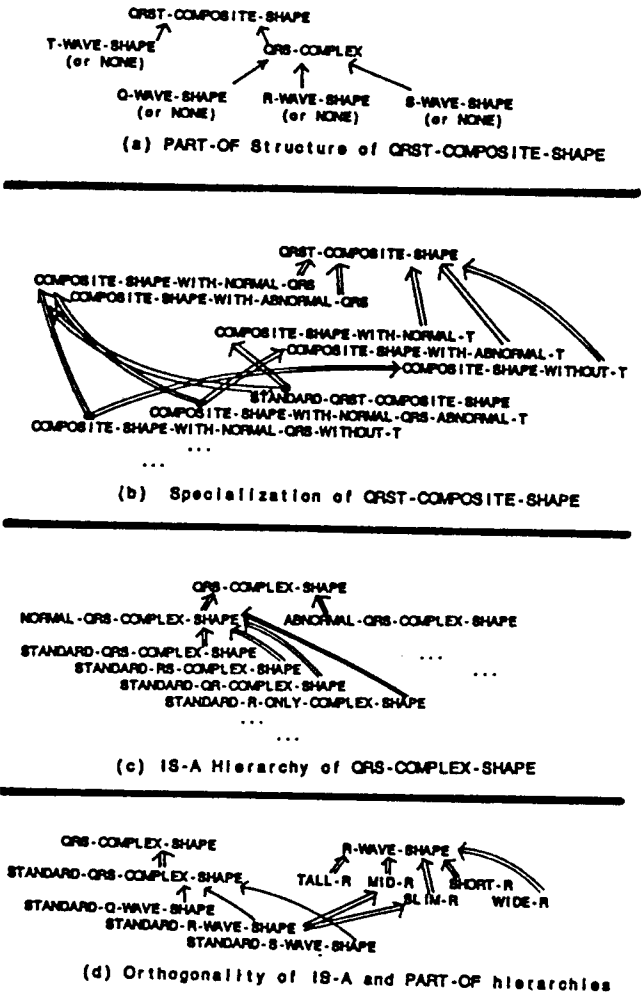 QRST-COMPOSITE-SHAPE
T-WAVE-SHAPE
(or NONE)
QRS-COMPLEX
Q-WAVE-SHAPE
(or NONE)
R-WAVE-SHAPE
(or NONE)
S-WAVE-SHAPE
(or NONE)
(a) PART-OF Structure of QRST-COMPOSITE-SHAPE
QRST-COMPOSITE-SHAPE
COMPOSITE-SHAPE-WITH-NORMAL-QRS
COMPOSITE-SHAPE-WITH-ABNORMAL-QRS
COMPOSITE-SHAPE-WITH-NORMAL-T
COMPOSITE-SHAPE-WITH-ABNORMAL-T
COMPOSITE-SHAPE-WITHOUT-T
STANDARD-QRST-COMPOSITE-SHAPE
COMPOSITE-SHAPE-WITH-NORMAL-QRS-ABNORMAL-T
COMPOSITE-SHAPE-WITH-NORMAL-QRS-WITHOUT-T
...
...
(b) Specialization of QRST-COMPOSITE-SHAPE
QRS-COMPLEX-SHAPE
NORMAL-QRS-COMPLEX-SHAPE ABNORMAL-QRS-COMPLEX-SHAPE
STANDARD-QRS-COMPLEX-SHAPE
STANDARD-RS-COMPLEX-SHAPE
STANDARD-QR-COMPLEX-SHAPE
STANDARD-R-ONLY-COMPLEX-SHAPE
...
...
...
...
(c) IS-A Hierarchy of QRS-COMPLEX-SHAPE
QRS-COMPLEX-SHAPE
STANDARD-QRS-COMPLEX-SHAPE
STANDARD-Q-WAVE-SHAPE
STANDARD-R-WAVE-SHAPE
STANDARD-S-WAVE-SHAPE
R-WAVE-SHAPE
TALL-R MID-R SHORT-R
SLIM-R WIDE-R
(d) Orthogonality of IS-A and PART-OF hierarchies